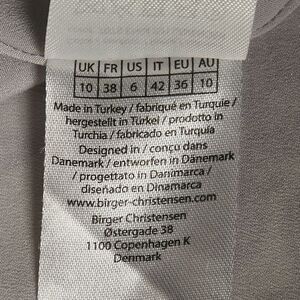 UK FR US IT EU AU
10 38 6 42 36 10
Made in Turkey / fabriqué en Turquie /
hergestellt in Türkei / prodotto in
Turchia / fabricado en Turquía
Designed in / conçu dans
Danemark / entworfen in Dänemark
/ progettato in Danimarca /
diseñado en Dinamarca
www.birger-christensen.com
Birger Christensen
Østergade 38
1100 Copenhagen K
Denmark